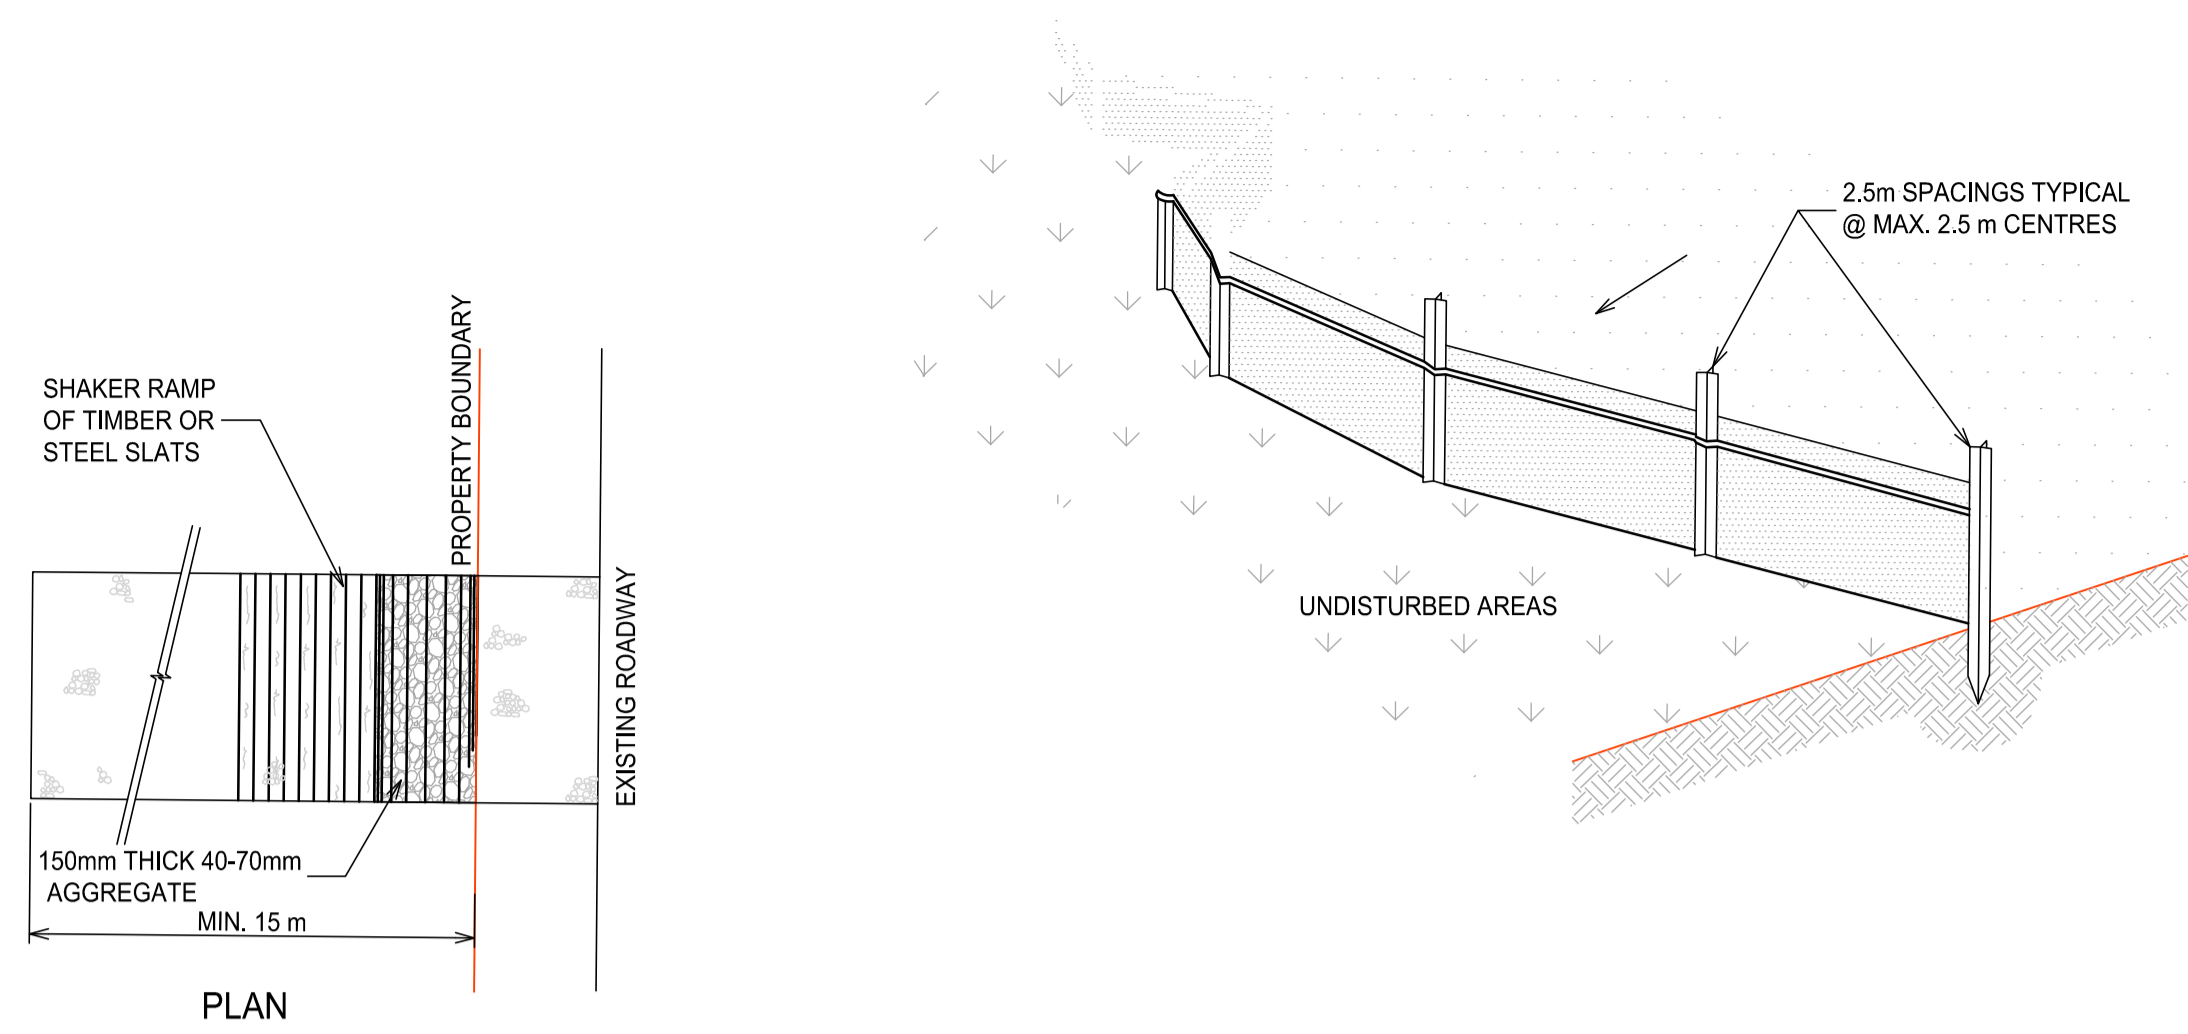 SHAKER RAMP
OF TIMBER OR
STEEL SLATS
PROPERTY BOUNDARY
EXISTING ROADWAY
150mm THICK 40-70mm
AGGREGATE
MIN. 15 m
PLAN
2.5m SPACINGS TYPICAL
@ MAX. 2.5 m CENTRES
UNDISTURBED AREAS